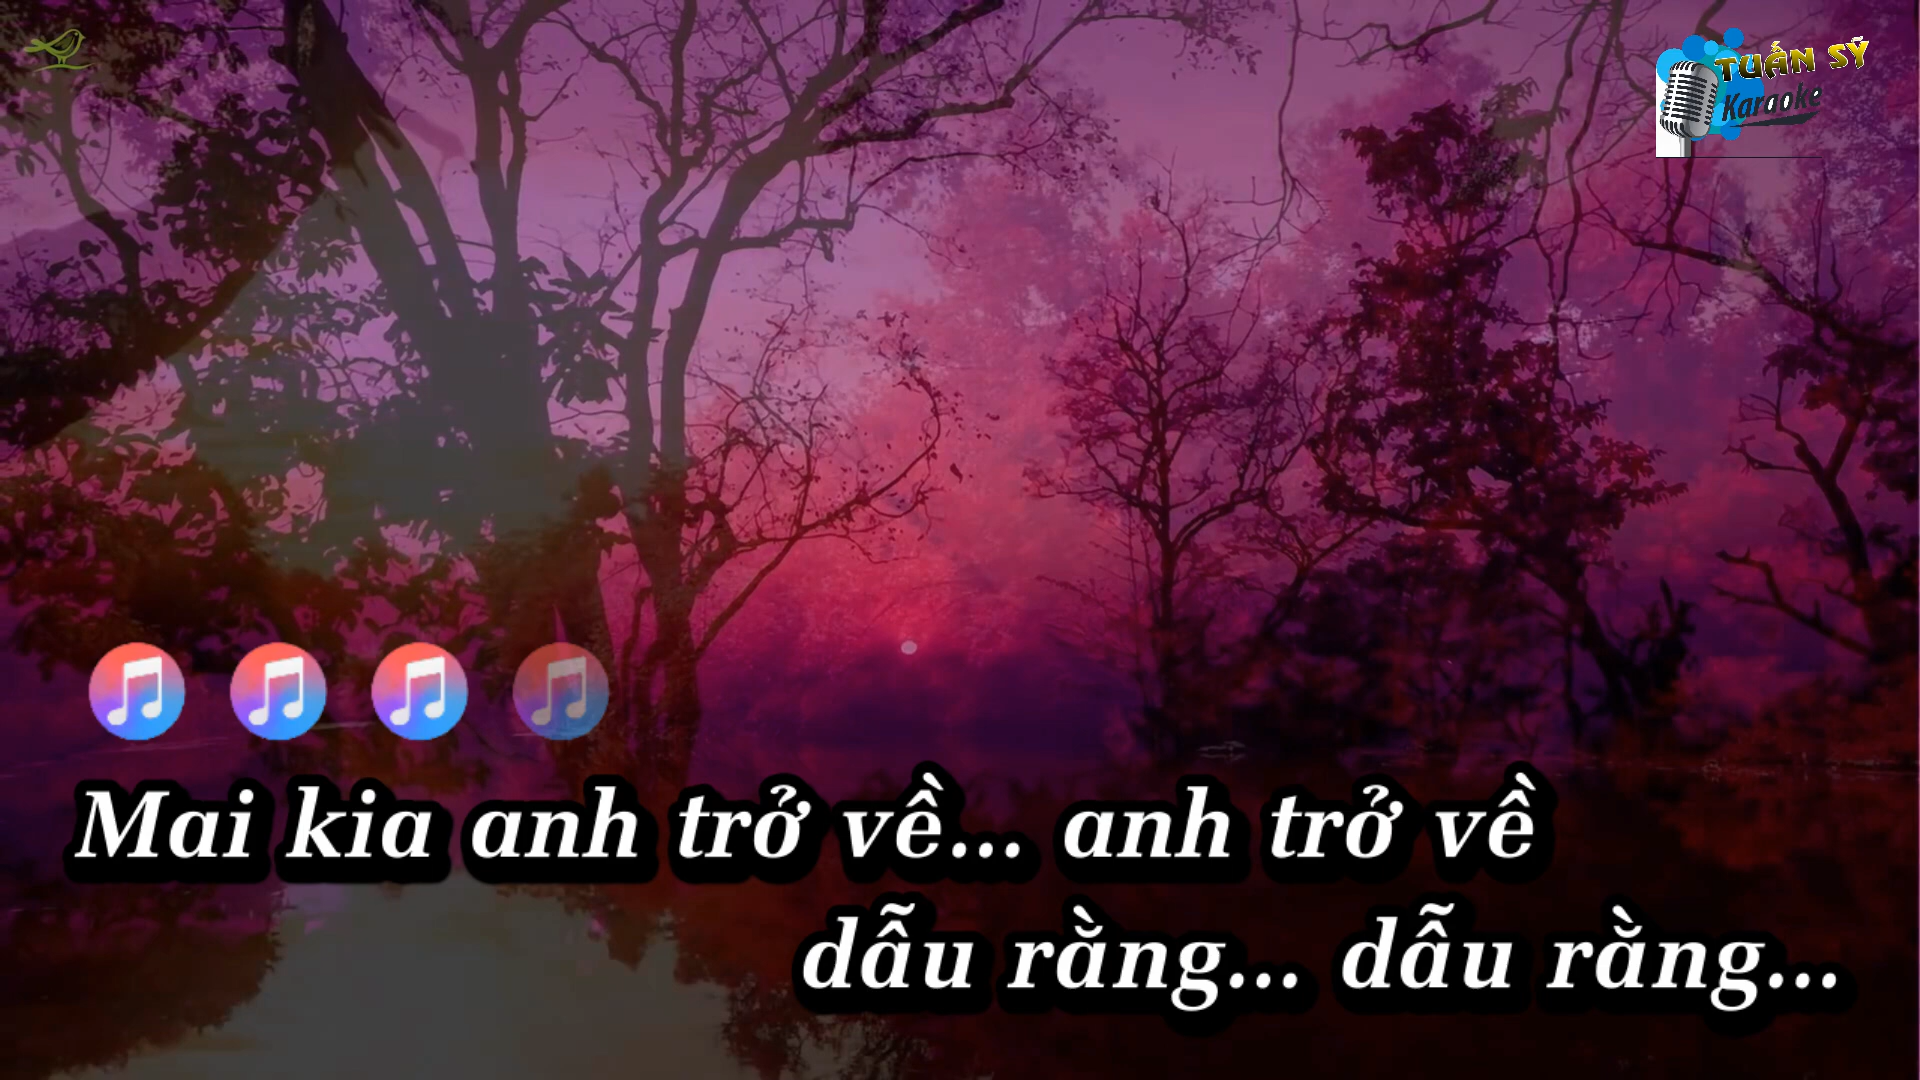 TUẤN SỸ
Karaoke
Mai kia anh trở về... anh trở về
dẫu rằng... dẫu rằng...